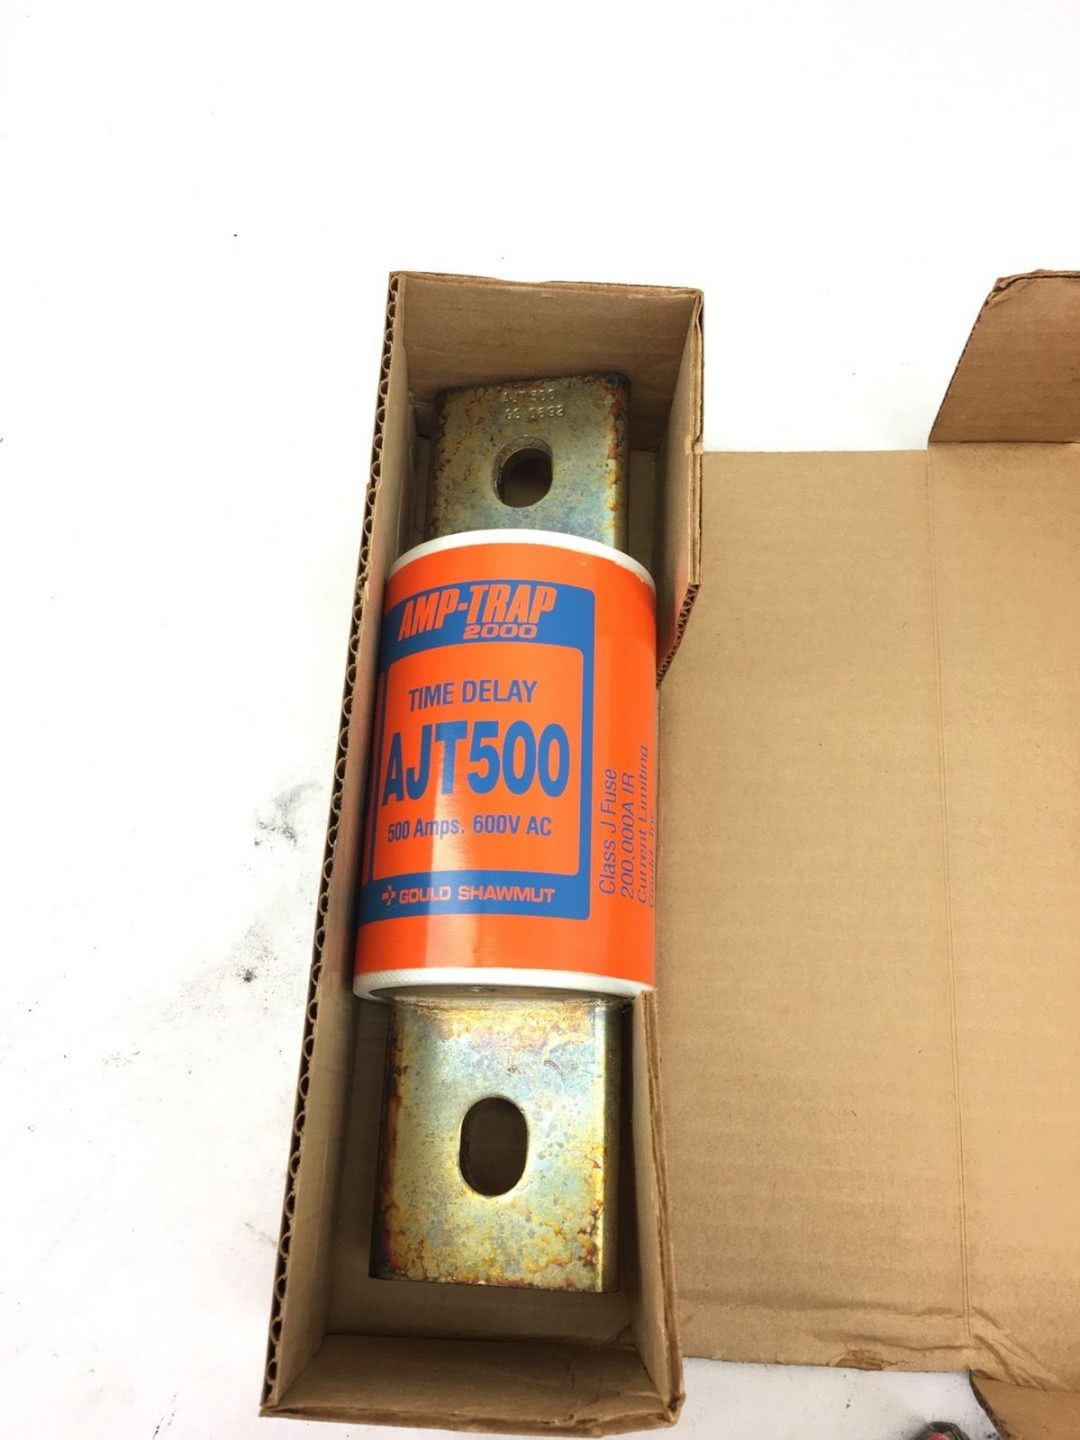 AJT500
AMP-TRAP
2000
TIME DELAY
AJT500
500 Amps. 600V AC
GOULD SHAWMUT
Class J Fuse
200,000A IR
Current Limiting